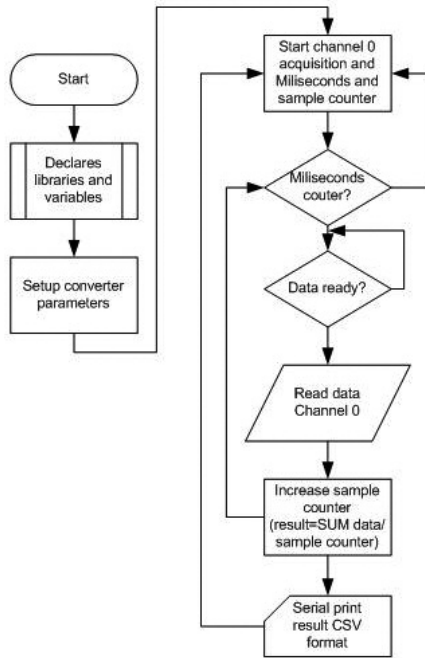 Start
Declares
libraries and
variables
Setup converter
parameters
Start channel 0
acquisition and
Miliseconds and
sample counter
Miliseconds
couter?
Data ready?
Read data
Channel 0
Increase sample
counter
(result=SUM data/
sample counter)
Serial print
result CSV
format